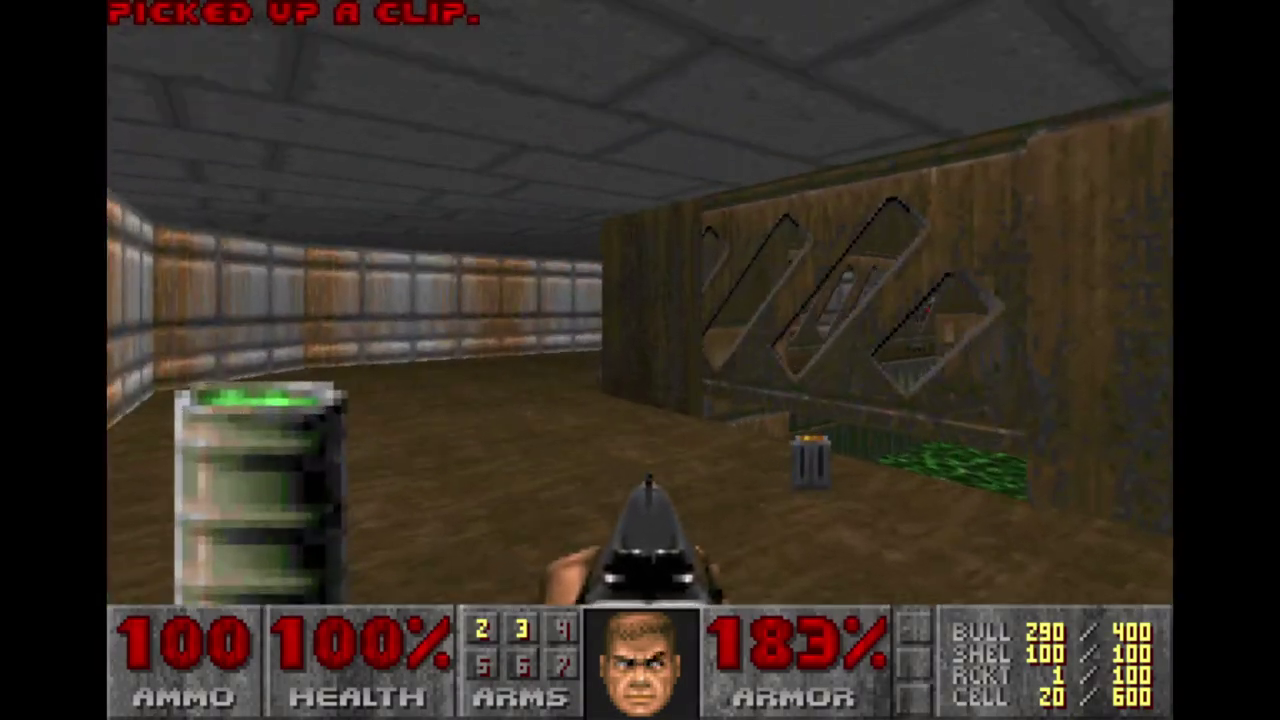 PICKED UP A CLIP.
100 100% 2 3 4 183% BULL 290 / 400
5 6 7 SHEL 100 / 100
RCKT 1 / 100
AMMO HEALTH ARMS ARMOR CELL 20 / 600